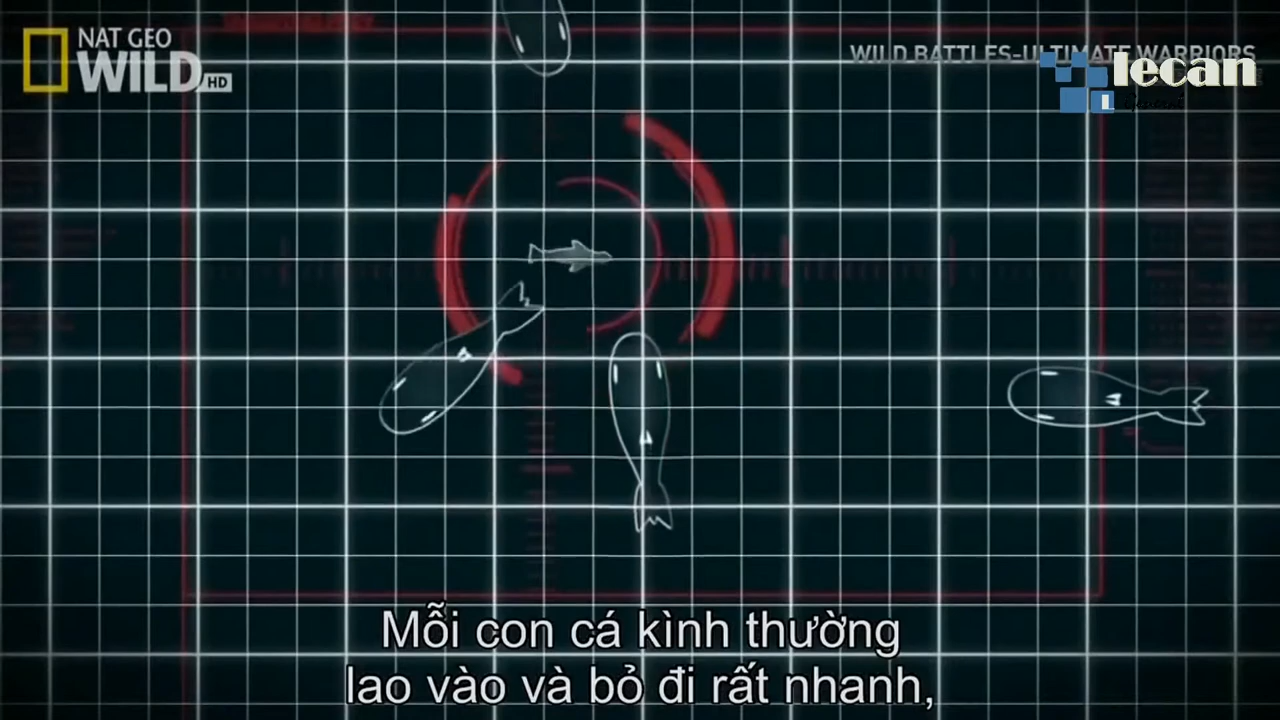 NAT GEO
WILD HD
WILD BATTLES-ULTIMATE WARRIORS
lecan
Mỗi con cá kình thường
lao vào và bỏ đi rất nhanh,